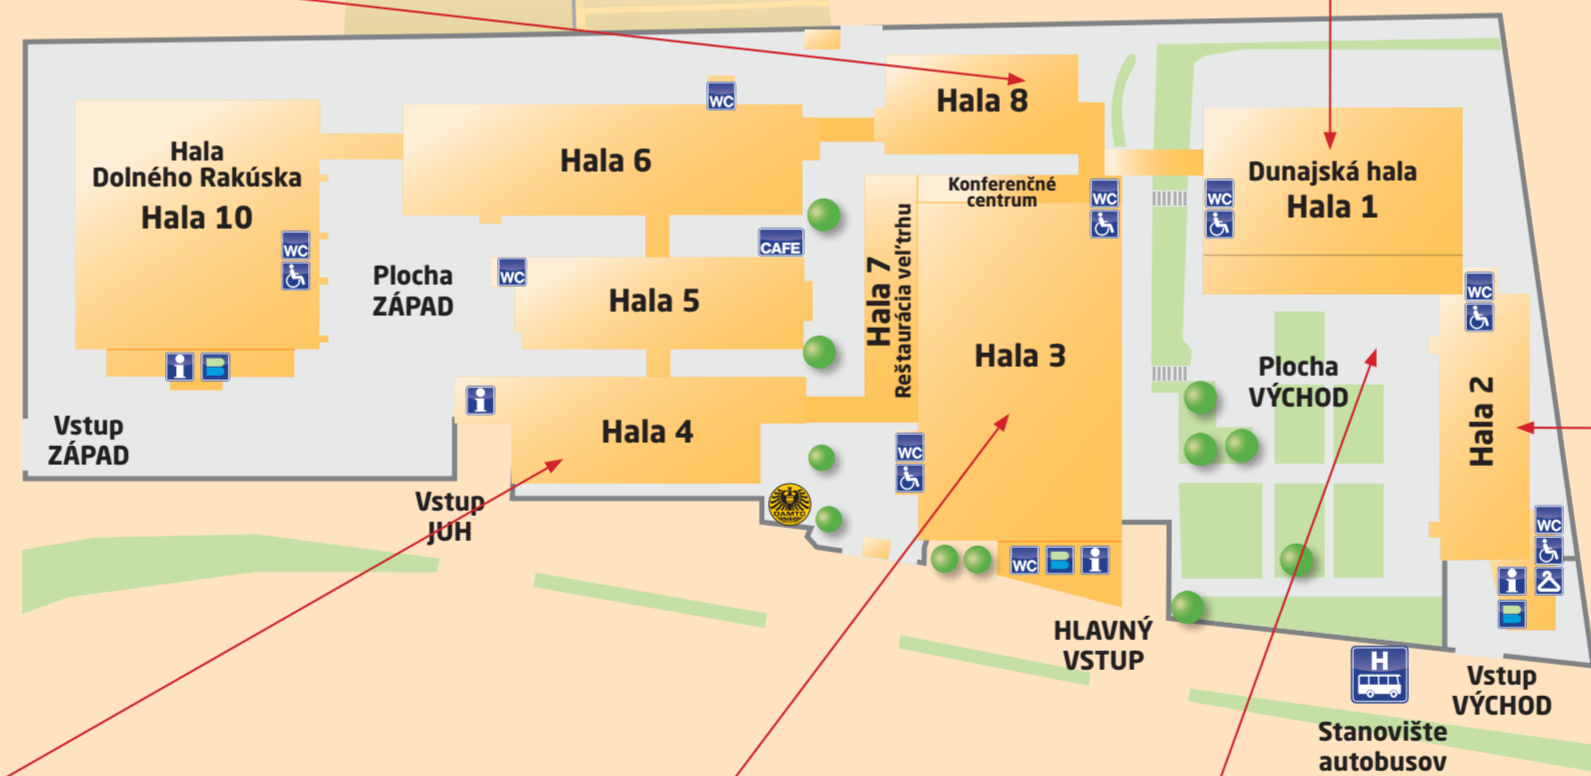 Hala
Dolného Rakúska
Hala 10
WC
WC
Hala 6
Hala 8
Konferenčné
centrum
WC
WC
Dunajská hala
Hala 1
Plocha
ZÁPAD
WC
CAFE
Hala 5
Hala 7
Reštaurácia veľtrhu
Hala 3
Plocha
VÝCHOD
WC
Hala 2
Vstup
ZÁPAD
i
i
Hala 4
WC
Vstup
JUH
ÖAMTC
WC
i
HLAVNÝ
VSTUP
WC
i
H
Stanovište
autobusov
Vstup
VÝCHOD